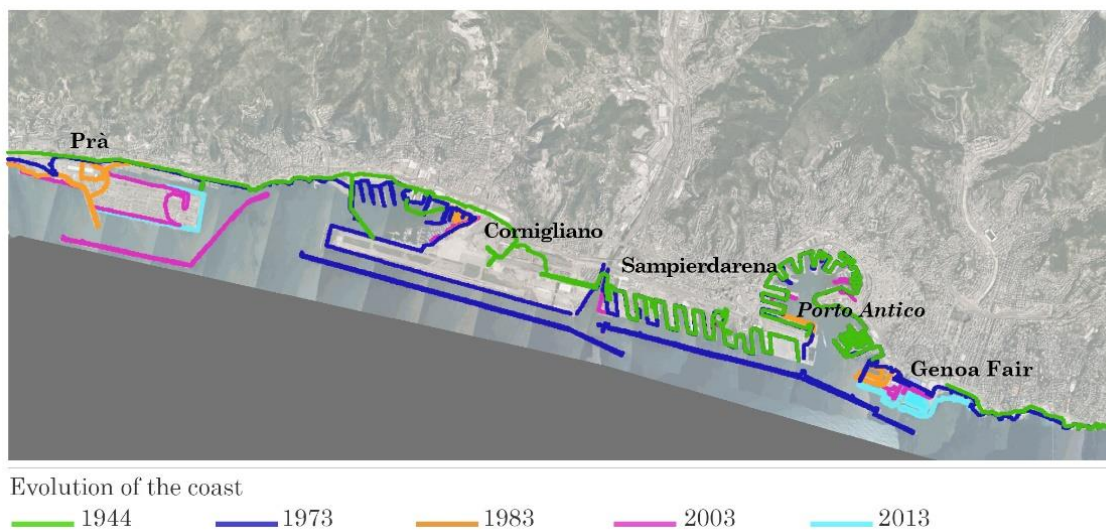 Prà
Cornigliano
Sampierdarena
Porto Antico
Genoa Fair
Evolution of the coast
1944 1973 1983 2003 2013